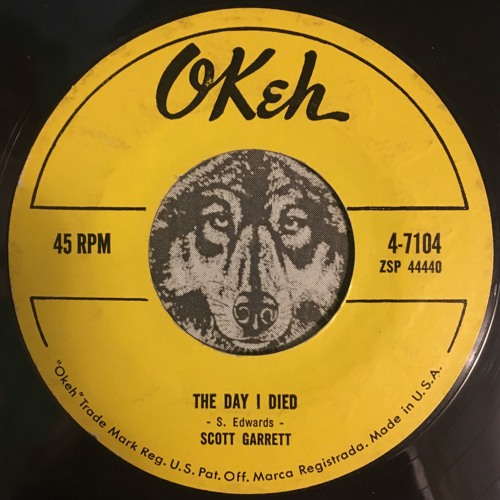 OKeh
45 RPM
4-7104
ZSP 44440
THE DAY I DIED
- S. Edwards -
SCOTT GARRETT
"Okeh" Trade Mark Reg. U.S. Pat. Off. Marca Registrada. Made in U.S.A.